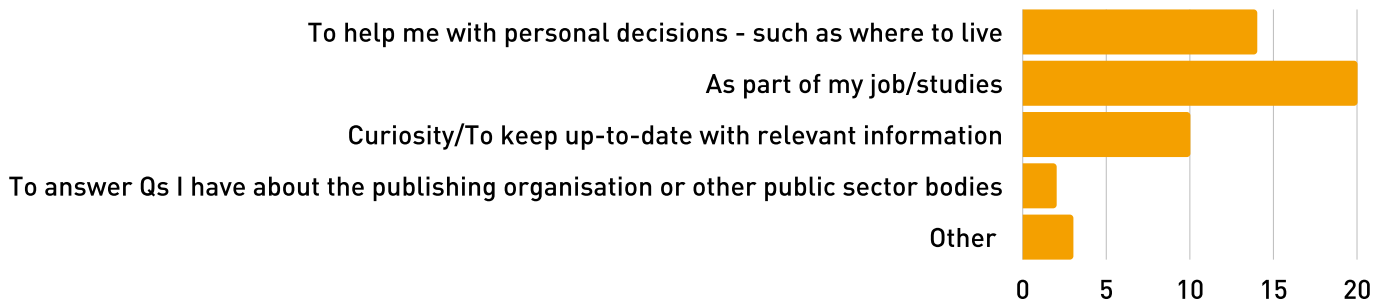 To help me with personal decisions - such as where to live
As part of my job/studies
Curiosity/To keep up-to-date with relevant information
To answer Qs I have about the publishing organisation or other public sector bodies
Other
0 5 10 15 20